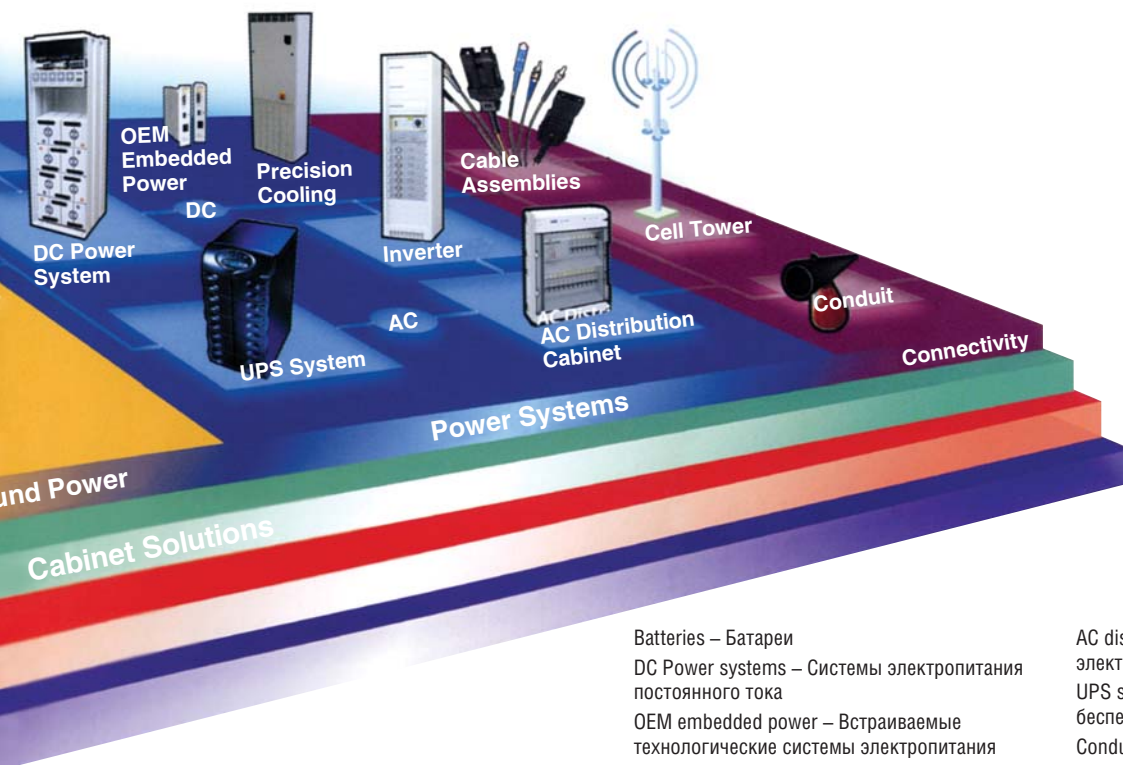 OEM
Embedded
Power
Precision
Cooling
Cable
Assemblies
DC
DC Power
System
Inverter
Cell Tower
Conduit
AC
AC Distribution
Cabinet
UPS System
Connectivity
Power Systems
Power
Cabinet Solutions
Batteries – Батареи
DC Power systems – Системы электропитания
постоянного тока
OEM embedded power – Встраиваемые
технологические системы электропитания
AC
UPS